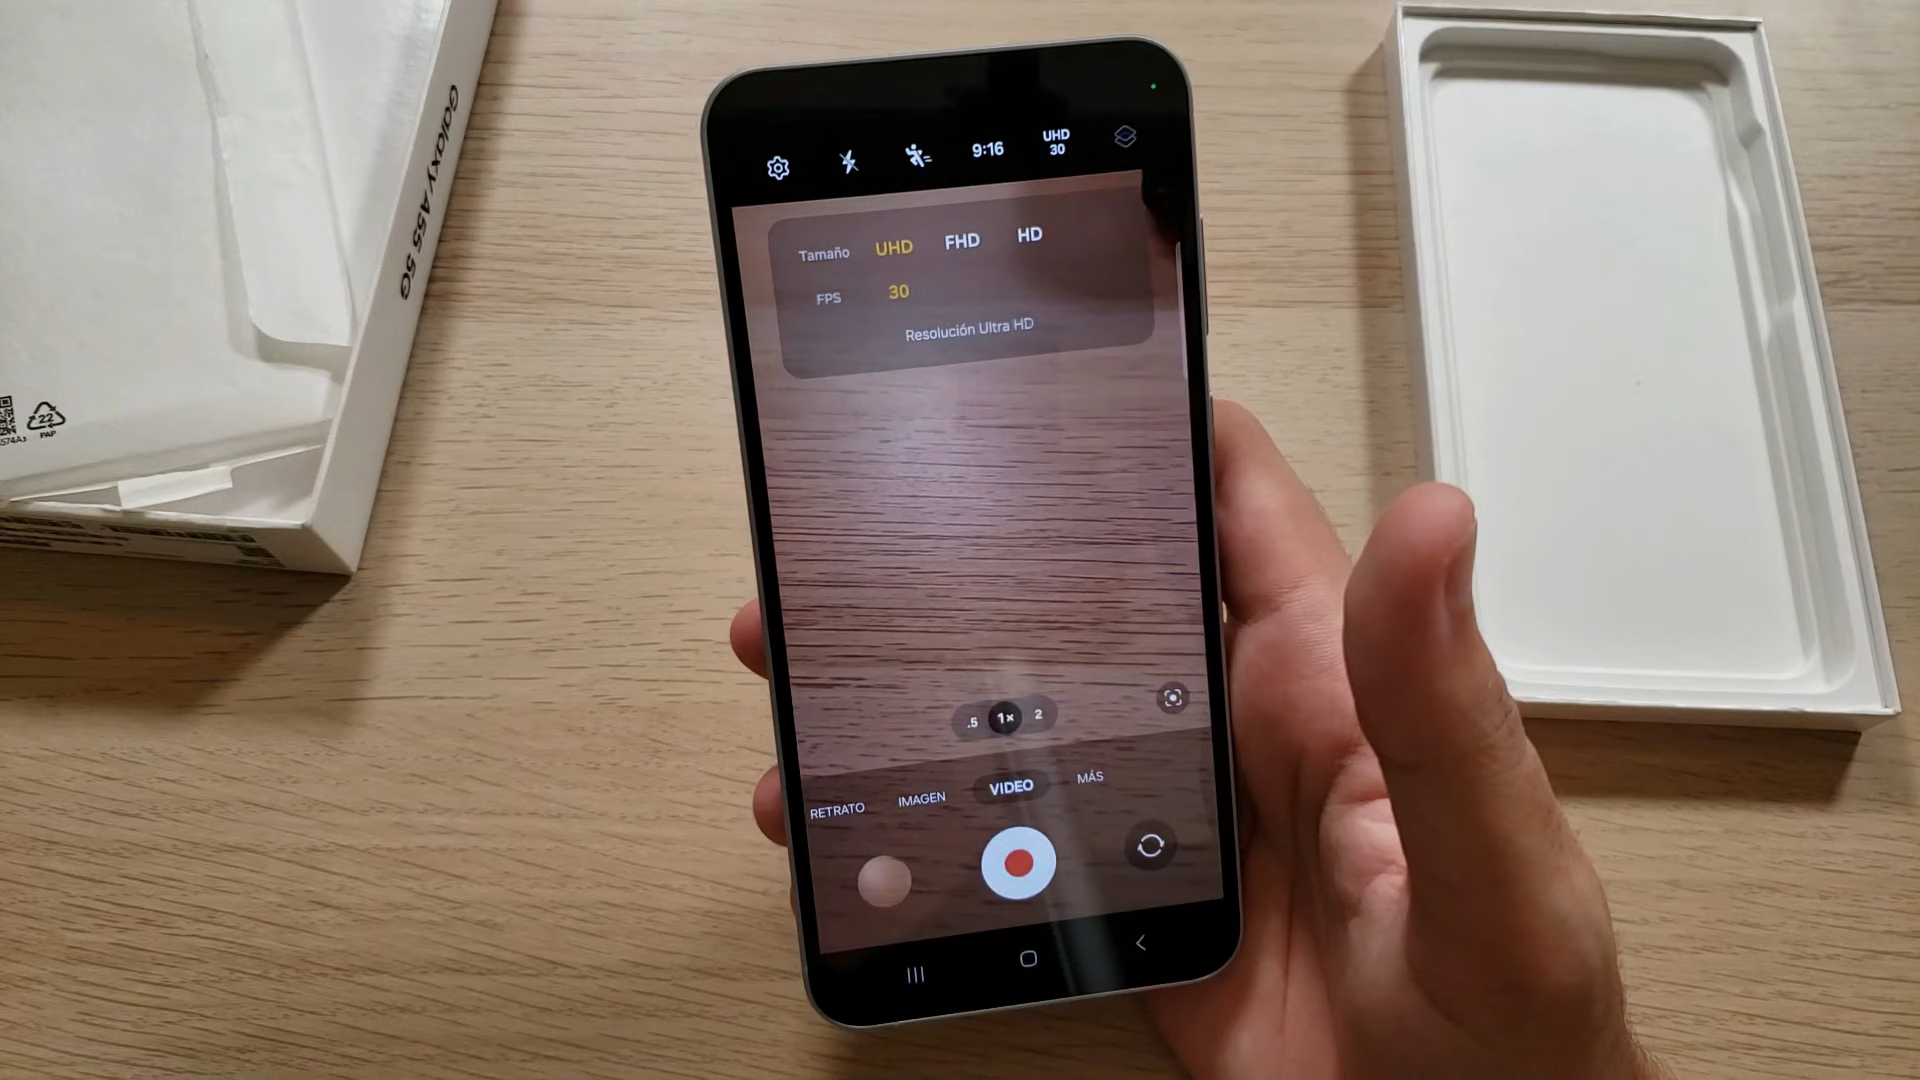 Galaxy A55 5G
22
PAP
9:16
UHD
30
Tamaño UHD FHD HD
FPS 30
Resolución Ultra HD
.5 1x 2
RETRATO IMAGEN VIDEO MÁS